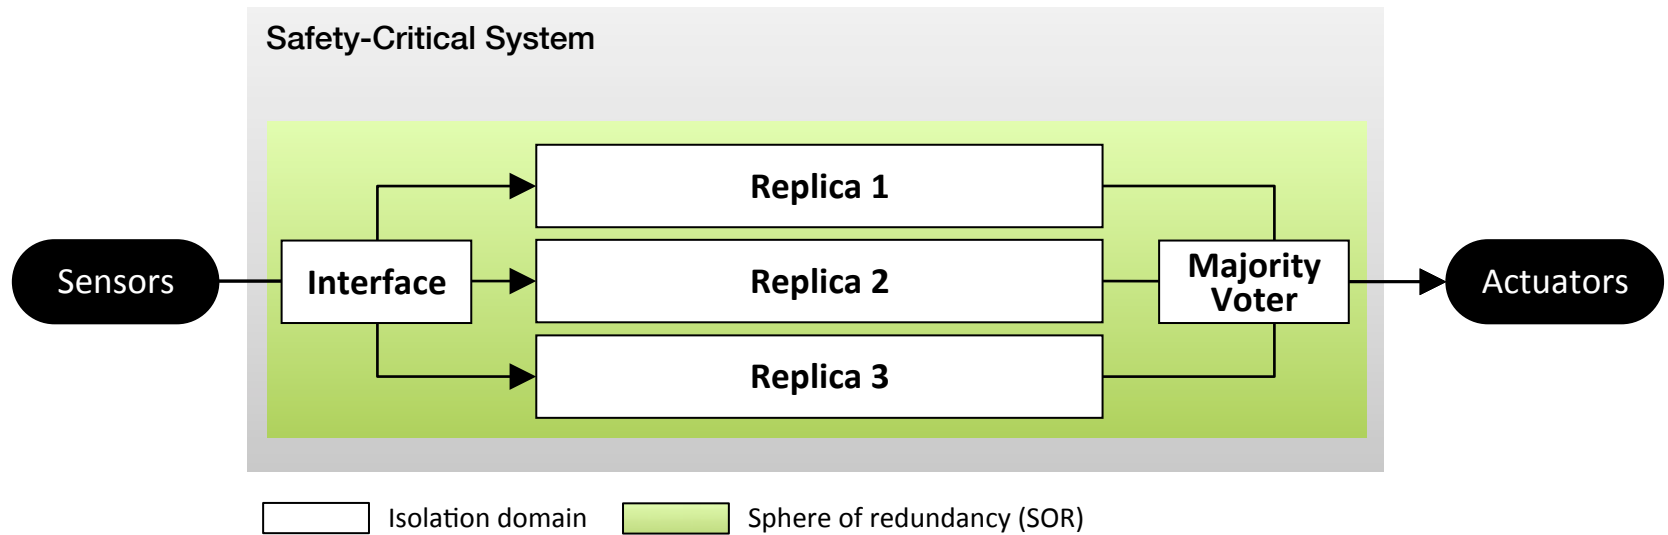 Safety-Critical System
Replica 1
Sensors
Interface
Replica 2
Majority
Voter
Actuators
Replica 3
Isolation domain
Sphere of redundancy (SOR)